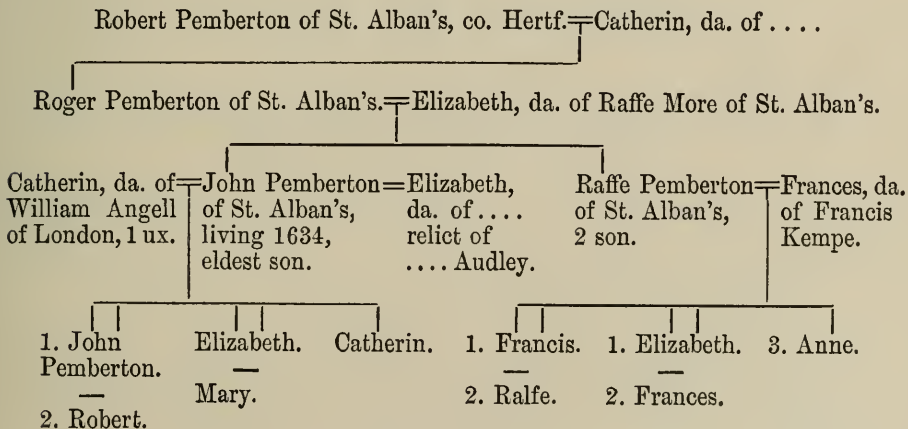 Robert Pemberton of St. Alban's, co. Hertf.=Catherin, da. of . . . .
Roger Pemberton of St. Alban's.=Elizabeth, da. of Raffe More of St. Alban's.
Catherin, da. of
William Angell
of London, 1 ux.
=John Pemberton
of St. Alban's,
living 1634,
eldest son.
=Elizabeth,
da. of . . . .
relict of
. . . . Audley.
Raffe Pemberton
of St. Alban's,
2 son.
=Frances, da.
of Francis
Kempe.
1. John
Pemberton.
—
2. Robert.
Elizabeth.
—
Mary.
Catherin.
1. Francis.
—
2. Ralfe.
1. Elizabeth.
—
2. Frances.
3. Anne.